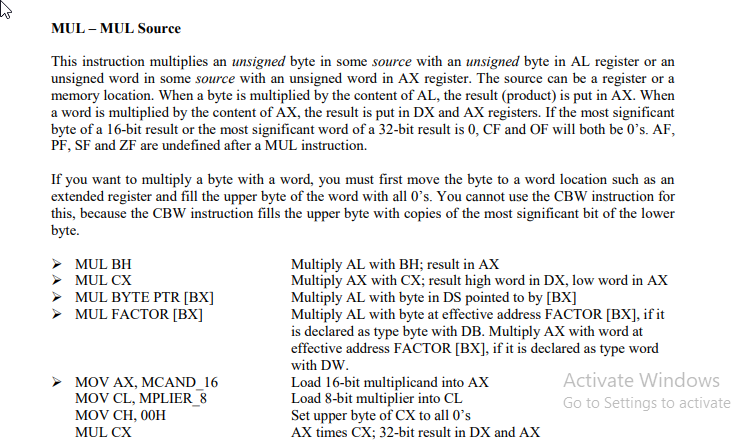 MUL – MUL Source
This instruction multiplies an unsigned byte in some source with an unsigned byte in AL register or an
unsigned word in some source with an unsigned word in AX register. The source can be a register or a
memory location. When a byte is multiplied by the content of AL, the result (product) is put in AX. When
a word is multiplied by the content of AX, the result is put in DX and AX registers. If the most significant
byte of a 16-bit result or the most significant word of a 32-bit result is 0, CF and OF will both be 0’s. AF,
PF, SF and ZF are undefined after a MUL instruction.
If you want to multiply a byte with a word, you must first move the byte to a word location such as an
extended register and fill the upper byte of the word with all 0’s. You cannot use the CBW instruction for
this, because the CBW instruction fills the upper byte with copies of the most significant bit of the lower
byte.
➢ MUL BH Multiply AL with BH; result in AX
➢ MUL CX Multiply AX with CX; result high word in DX, low word in AX
➢ MUL BYTE PTR [BX] Multiply AL with byte in DS pointed to by [BX]
➢ MUL FACTOR [BX] Multiply AL with byte at effective address FACTOR [BX], if it
is declared as type byte with DB. Multiply AX with word at
effective address FACTOR [BX], if it is declared as type word
with DW.
➢ MOV AX, MCAND_16 Load 16-bit multiplicand into AX
MOV CL, MPLIER_8 Load 8-bit multiplier into CL
MOV CH, 00H Set upper byte of CX to all 0’s
MUL CX AX times CX; 32-bit result in DX and AX
Activate Windows
Go to Settings to activate